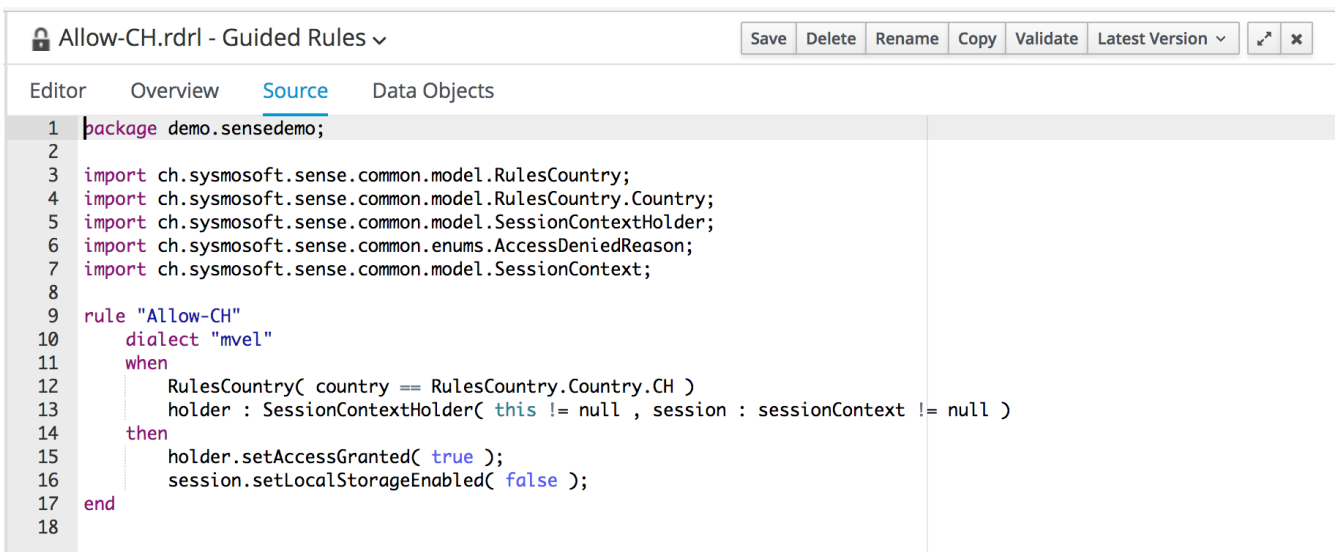 Allow-CH.rdrl - Guided Rules
Save Delete Rename Copy Validate Latest Version
Editor Overview Source Data Objects
1 package demo.sensedemo;
2
3 import ch.sysmosoft.sense.common.model.RulesCountry;
4 import ch.sysmosoft.sense.common.model.RulesCountry.Country;
5 import ch.sysmosoft.sense.common.model.SessionContextHolder;
6 import ch.sysmosoft.sense.common.enums.AccessDeniedReason;
7 import ch.sysmosoft.sense.common.model.SessionContext;
8
9 rule "Allow-CH"
10 dialect "mvel"
11 when
12 RulesCountry( country == RulesCountry.Country.CH )
13 holder : SessionContextHolder( this != null , session : sessionContext != null )
14 then
15 holder.setAccessGranted( true );
16 session.setLocalStorageEnabled( false );
17 end
18